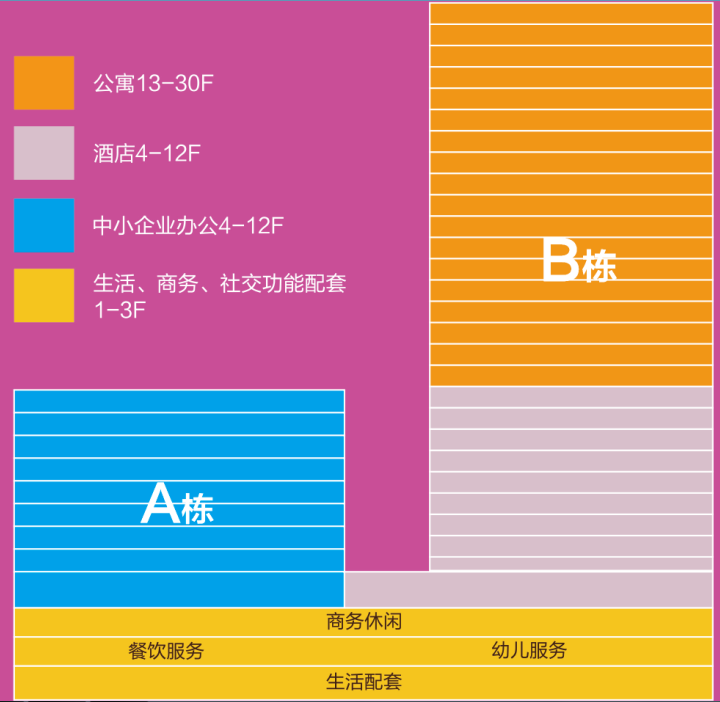 公寓13-30F
酒店4-12F
中小企业办公4-12F
生活、商务、社交功能配套
1-3F
B栋
A栋
商务休闲
餐饮服务 幼儿服务
生活配套